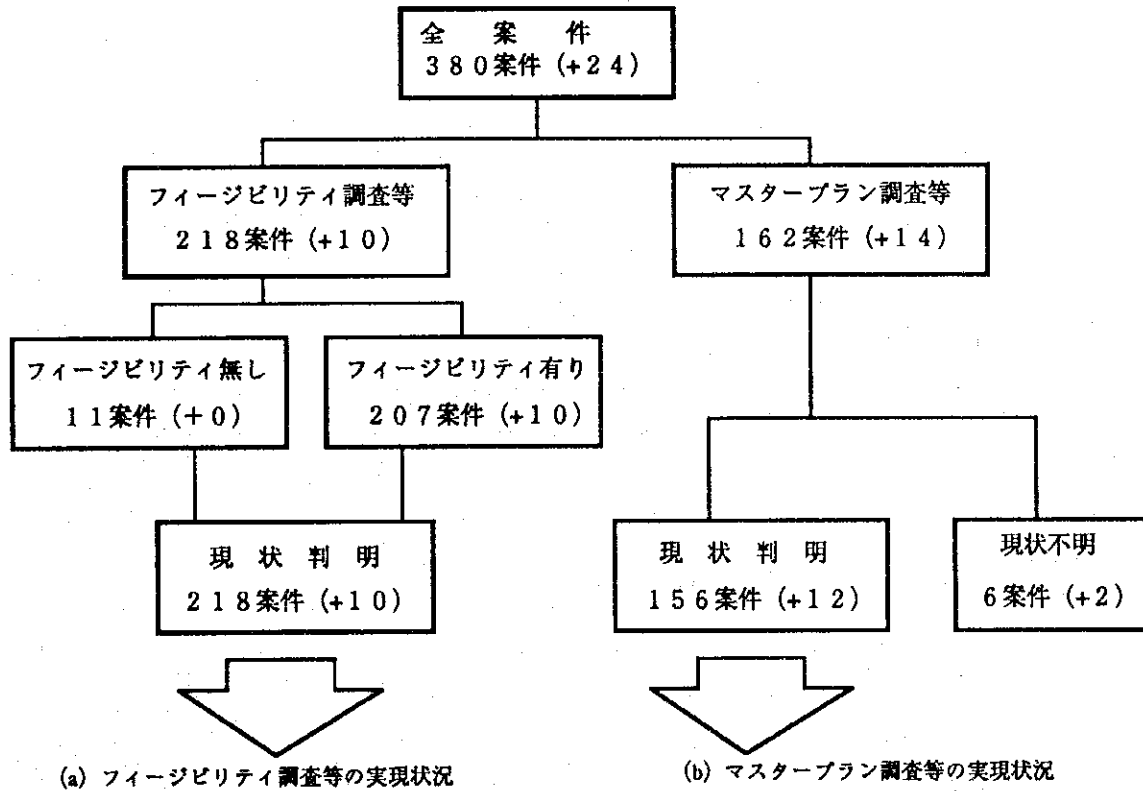 全　案　件
３８０案件 (+２４)
フィージビリティ調査等
２１８案件 (+１０)
マスタープラン調査等
１６２案件 (+１４)
フィージビリティ無し
１１案件 (+０)
フィージビリティ有り
２０７案件 (+１０)
現　状　判　明
２１８案件 (+１０)
現　状　判　明
１５６案件 (+１２)
現状不明
６案件 (+２)
(a) フィージビリティ調査等の実現状況
(b) マスタープラン調査等の実現状況